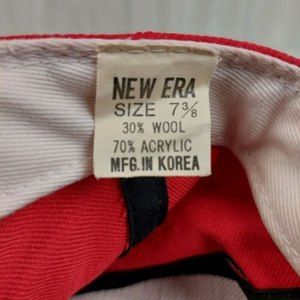 NEW ERA
SIZE 7⅜
30% WOOL
70% ACRYLIC
MFG. IN KOREA